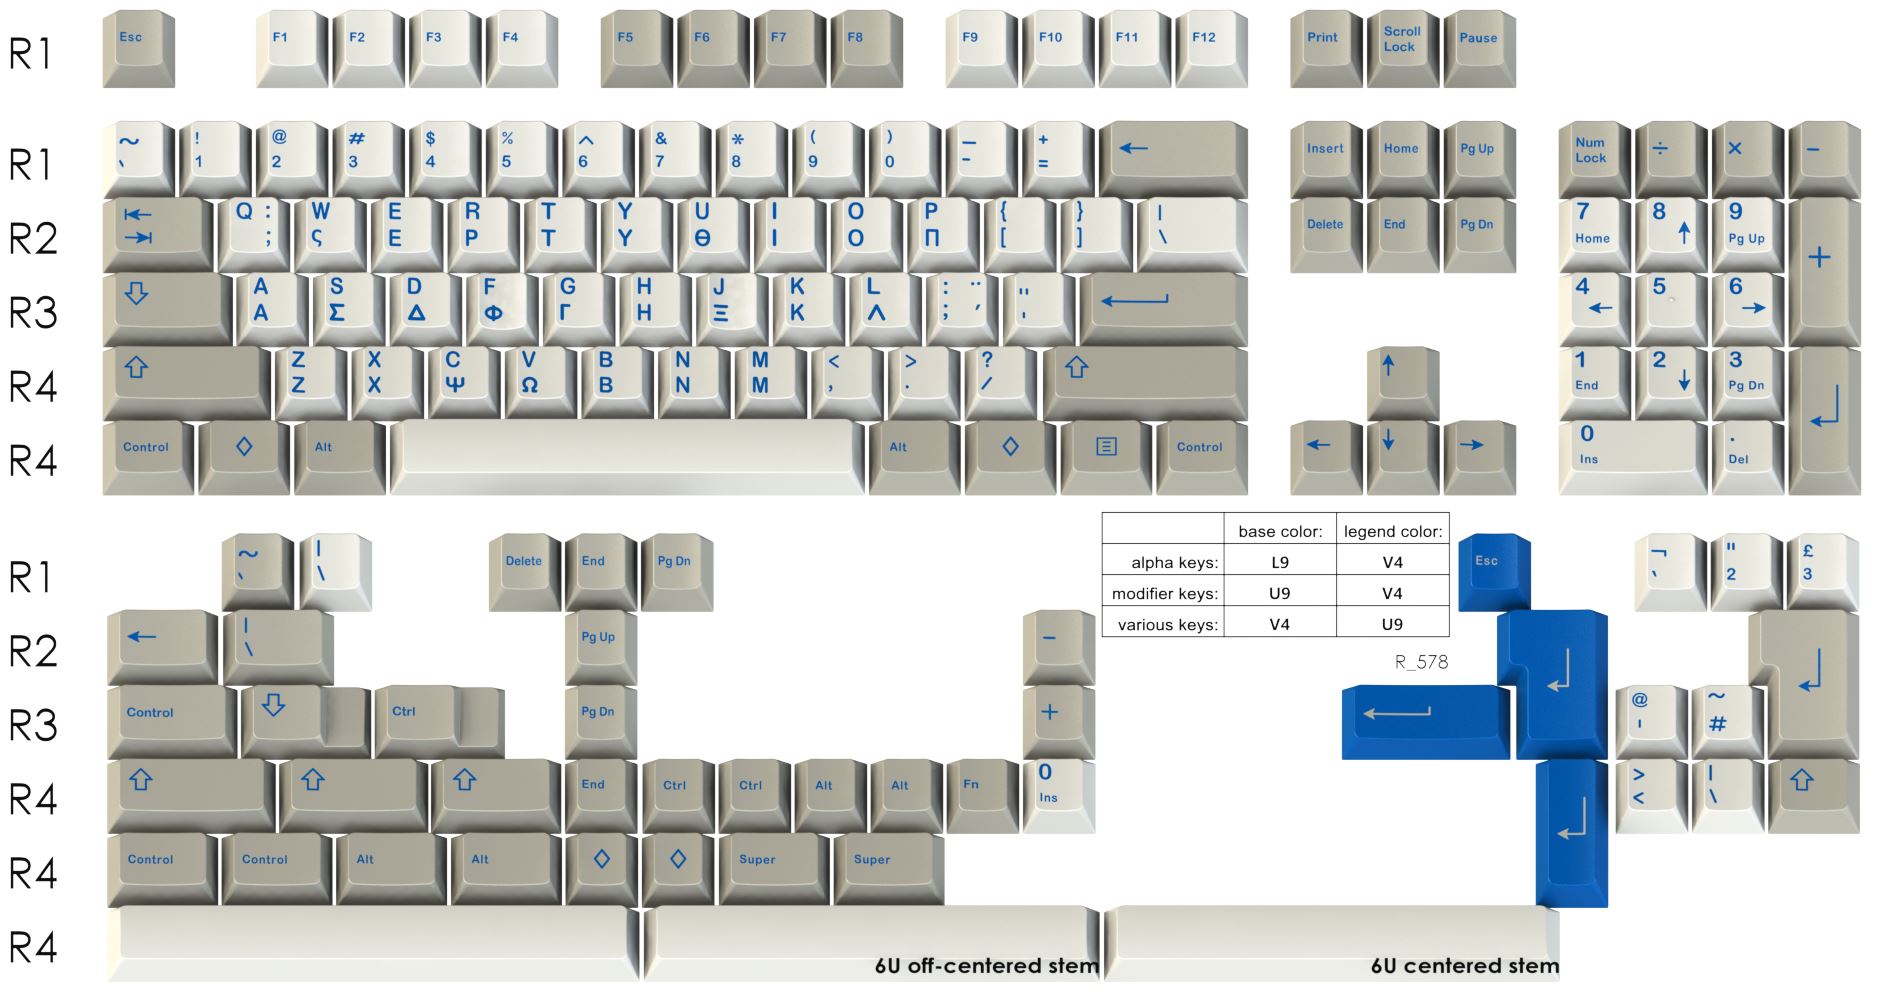 R1 Esc F1 F2 F3 F4 F5 F6 F7 F8 F9 F10 F11 F12 Print Scroll Lock Pause
R1 ~ ` ! 1 @ 2 # 3 $ 4 % 5 ^ 6 & 7 * 8 ( 9 ) 0 — - + = ← Insert Home Pg Up Num Lock ÷ × −
R2 ⇤ ⇥ Q : ; W ς E Ε R Ρ T Τ Y Υ U Θ I Ι O Ο P Π { [ } ] | \ Delete End Pg Dn 7 Home 8 ↑ 9 Pg Up +
R3 ⇩ A Α S Σ D Δ F Φ G Γ H Η J Ξ K Κ L Λ : ¨ ; ΄ " ' ← 4 ← 5 6 →
R4 ⇧ Z Ζ X Χ C Ψ V Ω B Β N Ν M Μ < , > . ? / ⇧ ↑ 1 End 2 ↓ 3 Pg Dn ↵
R4 Control ◇ Alt Alt ◇ Control ← ↓ → 0 Ins . Del
base color: legend color:
alpha keys: L9 V4
modifier keys: U9 V4
various keys: V4 U9
R_578
R1 ~ ` | \ Delete End Pg Dn Esc ¬ ` " 2 £ 3
R2 ← | \ Pg Up − ↵ ↵
R3 Control ⇩ Ctrl Pg Dn + ← @ ' ~ #
R4 ⇧ ⇧ ⇧ End Ctrl Ctrl Alt Alt Fn 0 Ins ↵ > < | \ ⇧
R4 Control Control Alt Alt ◇ ◇ Super Super
R4 6U off-centered stem 6U centered stem